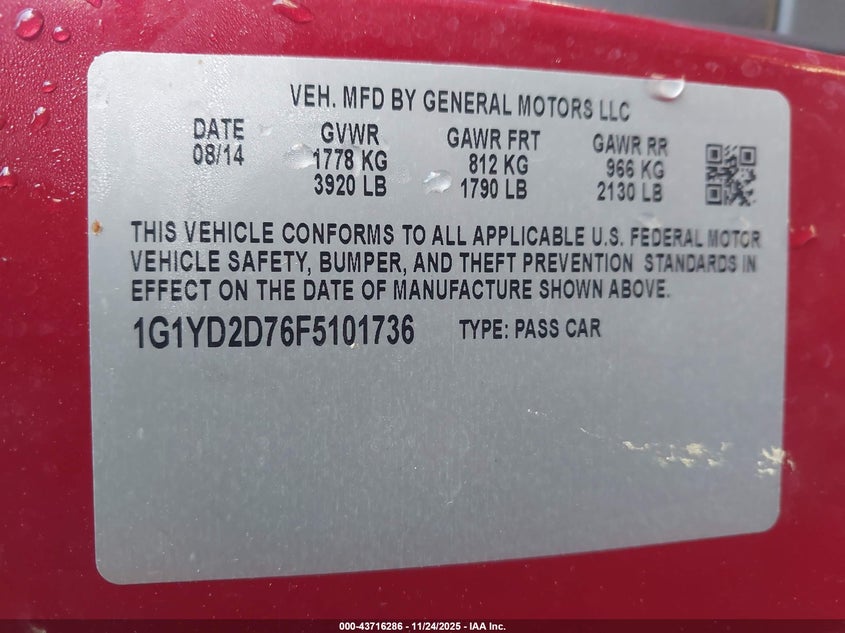 VEH. MFD BY GENERAL MOTORS LLC
DATE GVWR GAWR FRT GAWR RR
08/14 1778 KG 812 KG 966 KG
3920 LB 1790 LB 2130 LB
THIS VEHICLE CONFORMS TO ALL APPLICABLE U.S. FEDERAL MOTOR
VEHICLE SAFETY, BUMPER, AND THEFT PREVENTION STANDARDS IN
EFFECT ON THE DATE OF MANUFACTURE SHOWN ABOVE.
1G1YD2D76F5101736 TYPE: PASS CAR
000-43716286 - 11/24/2025 - IAA Inc.